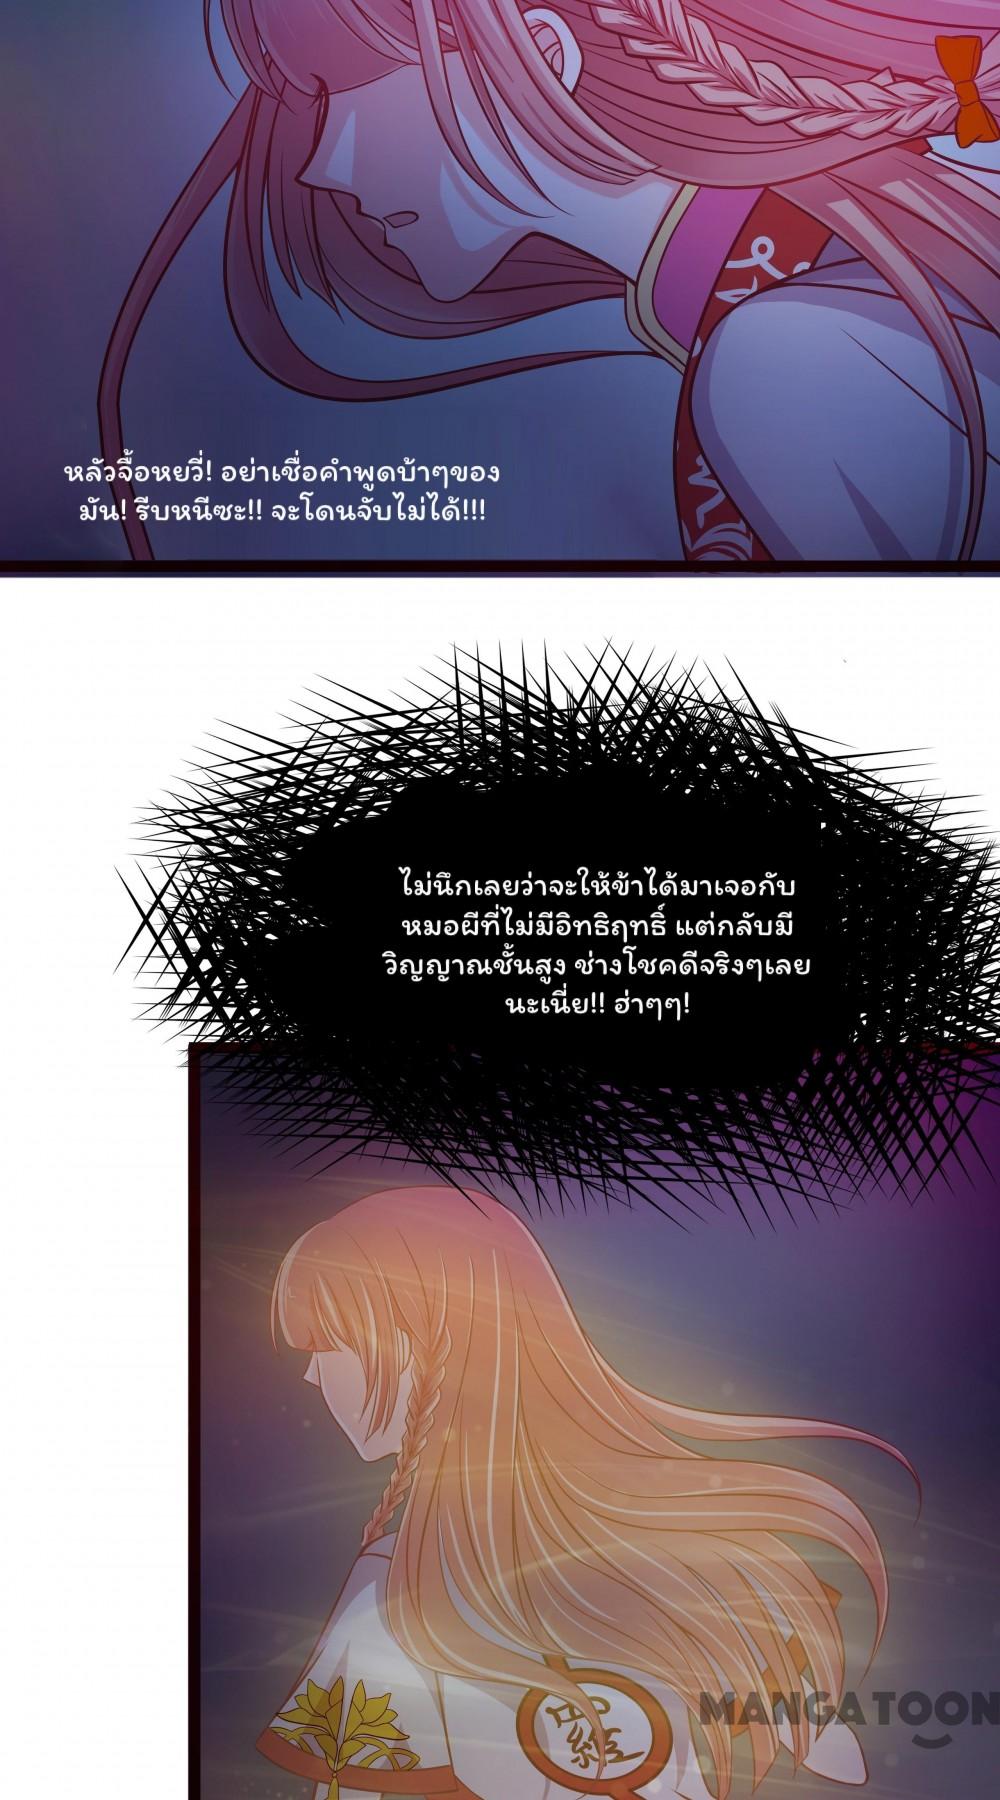 หลัวจื้อหยวี่! อย่าเชื่อคำพูดบ้าๆของ
มัน! รีบหนีซะ!! จะโดนจับไม่ได้!!!
ไม่นึกเลยว่าจะให้ข้าได้มาเจอกับ
หมอผีที่ไม่มีอิทธิฤทธิ์ แต่กลับมี
วิญญาณชั้นสูง ช่างโชคดีจริงๆเลย
นะเนี่ย!! ฮ่าๆๆ!
羅
MANGATOON